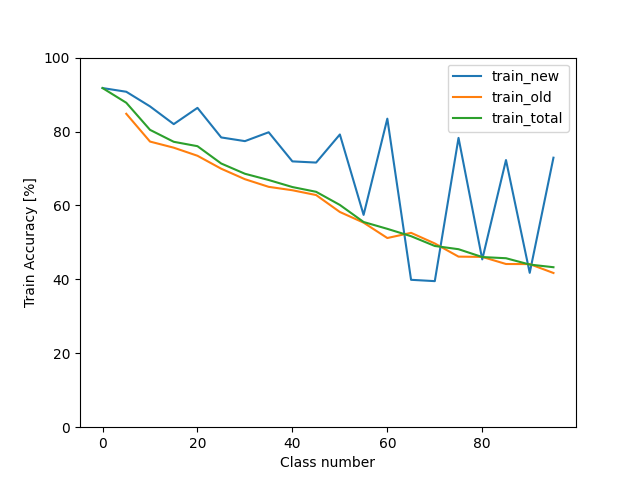 100
80
60
40
20
0
Train Accuracy [%]
train_new
train_old
train_total
0 20 40 60 80
Class number